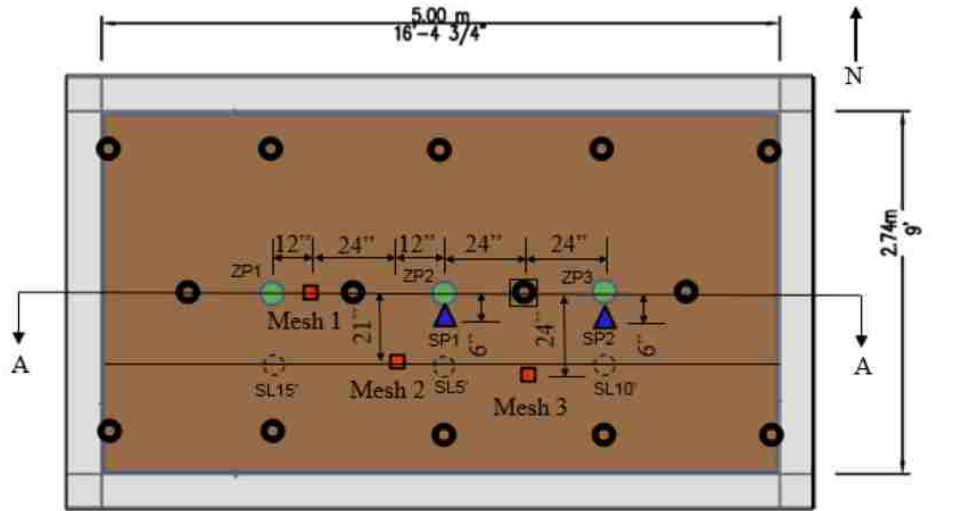 5.00 m
16'-4 3/4"
N
2.74m
9'
12”
24”
12”
24”
24”
ZP1
ZP2
ZP3
Mesh 1
21”
SP1
6”
24”
SP2
6”
A
A
SL15'
Mesh 2
SL5'
Mesh 3
SL10'